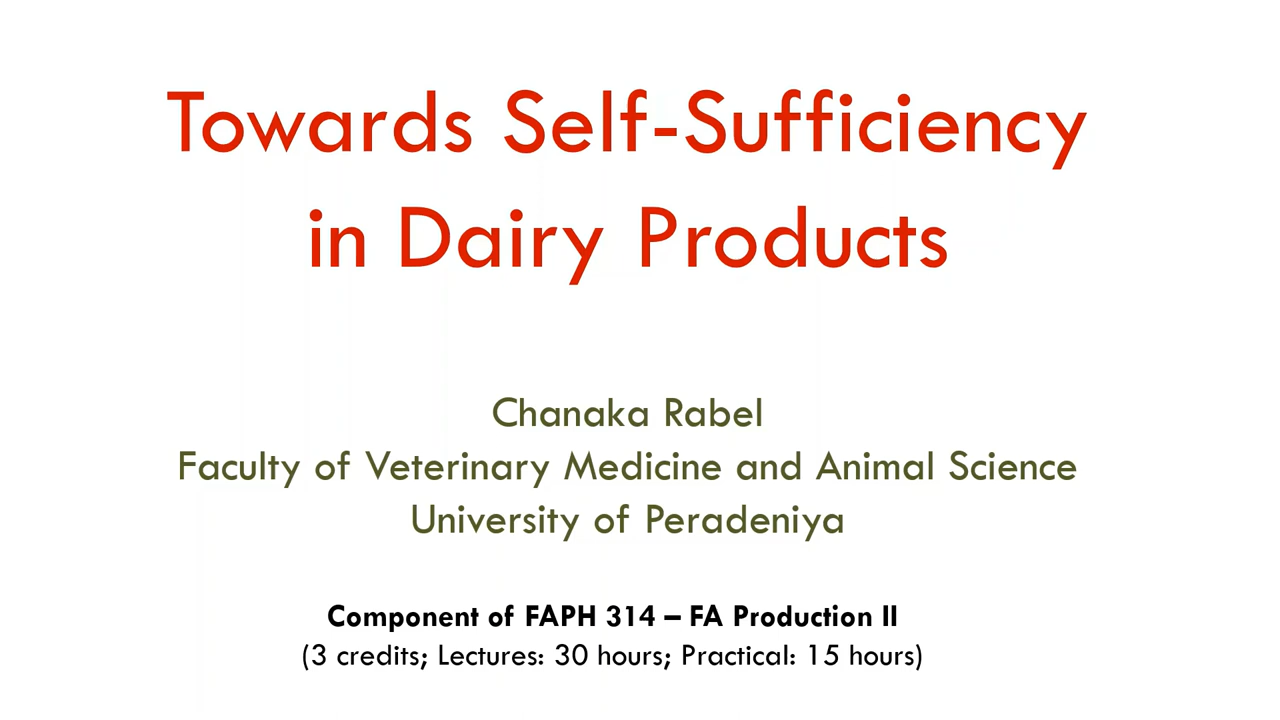 Towards Self-Sufficiency
in Dairy Products
Chanaka Rabel
Faculty of Veterinary Medicine and Animal Science
University of Peradeniya
Component of FAPH 314 – FA Production II
(3 credits; Lectures: 30 hours; Practical: 15 hours)